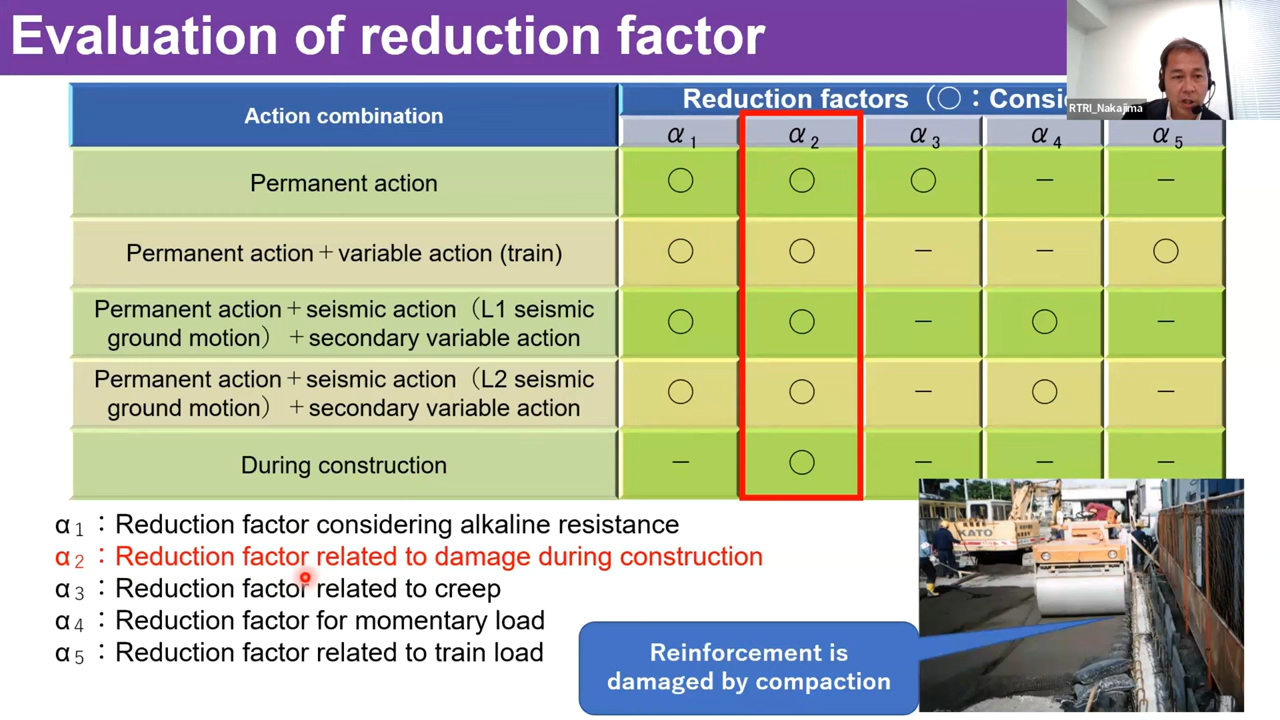 Evaluation of reduction factor
RTRI_Nakajima
Action combination
Reduction factors（○：Consi
α1 α2 α3 α4 α5
Permanent action ○ ○ ○ － －
Permanent action＋variable action (train) ○ ○ － － ○
Permanent action＋seismic action（L1 seismic
ground motion）＋secondary variable action ○ ○ － ○ －
Permanent action＋seismic action（L2 seismic
ground motion）＋secondary variable action ○ ○ － ○ －
During construction － ○ － － －
α1：Reduction factor considering alkaline resistance
α2：Reduction factor related to damage during construction
α3：Reduction factor related to creep
α4：Reduction factor for momentary load
α5：Reduction factor related to train load
Reinforcement is
damaged by compaction
KATO